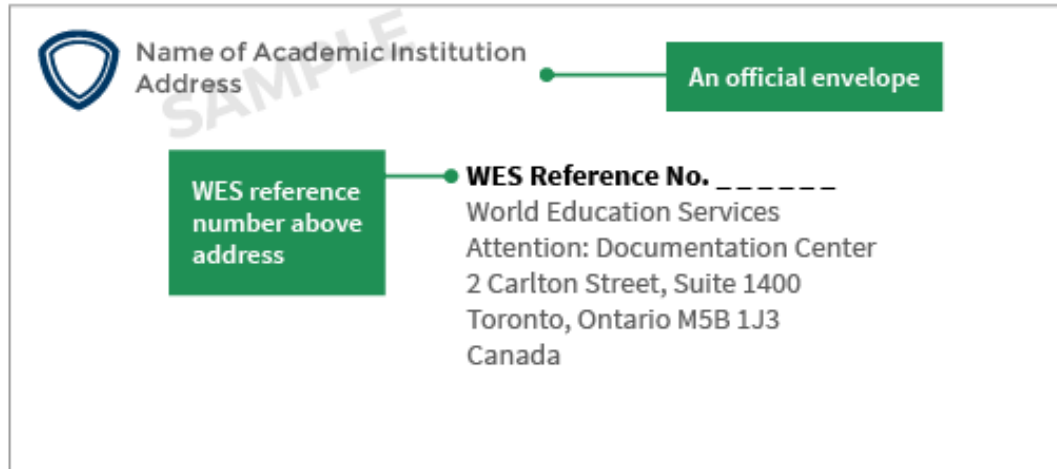 Name of Academic Institution
Address
SAMPLE
An official envelope
WES reference
number above
address
WES Reference No. _ _ _ _ _ _
World Education Services
Attention: Documentation Center
2 Carlton Street, Suite 1400
Toronto, Ontario M5B 1J3
Canada